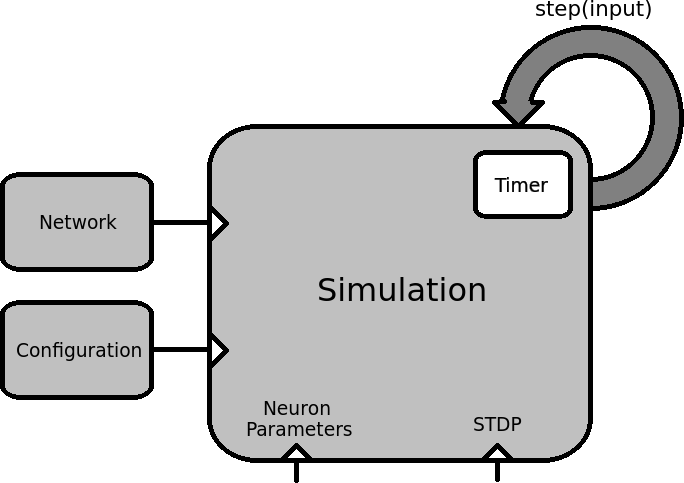 step(input)
Timer
Network
Simulation
Configuration
Neuron
Parameters
STDP